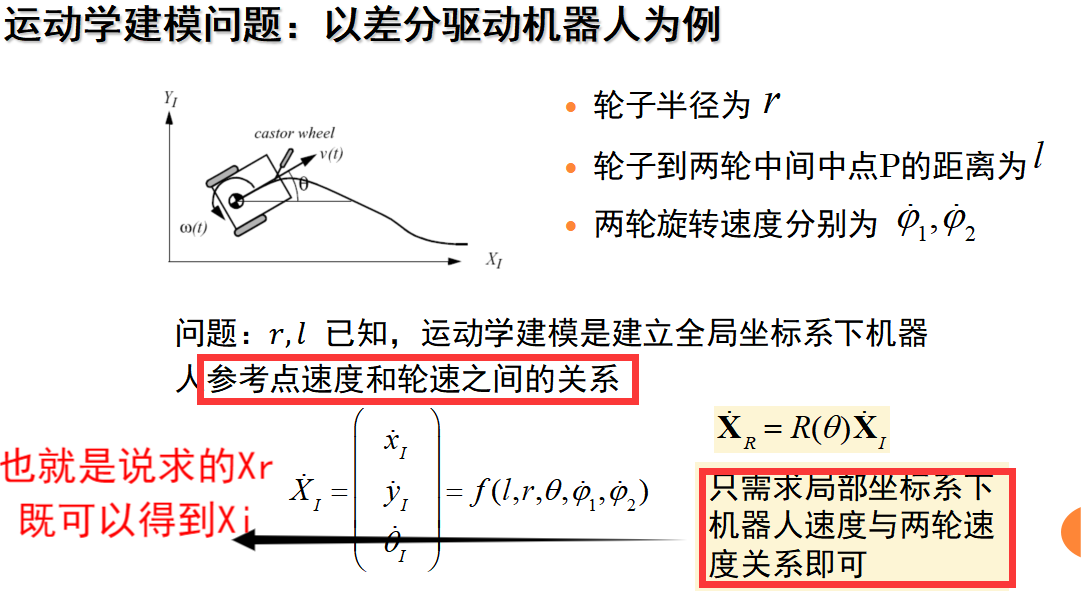 运动学建模问题：以差分驱动机器人为例
Y_I
castor wheel
v(t)
θ
ω(t)
X_I
• 轮子半径为 r
• 轮子到两轮中间中点P的距离为 l
• 两轮旋转速度分别为 φ̇₁,φ̇₂
问题：r,l 已知，运动学建模是建立全局坐标系下机器
人参考点速度和轮速之间的关系
也就是说求的Xr
既可以得到Xi
Ẋ_I = (ẋ_I ẏ_I θ̇_I) = f(l,r,θ,φ̇₁,φ̇₂)
Ẋ_R = R(θ)Ẋ_I
只需求局部坐标系下
机器人速度与两轮速
度关系即可